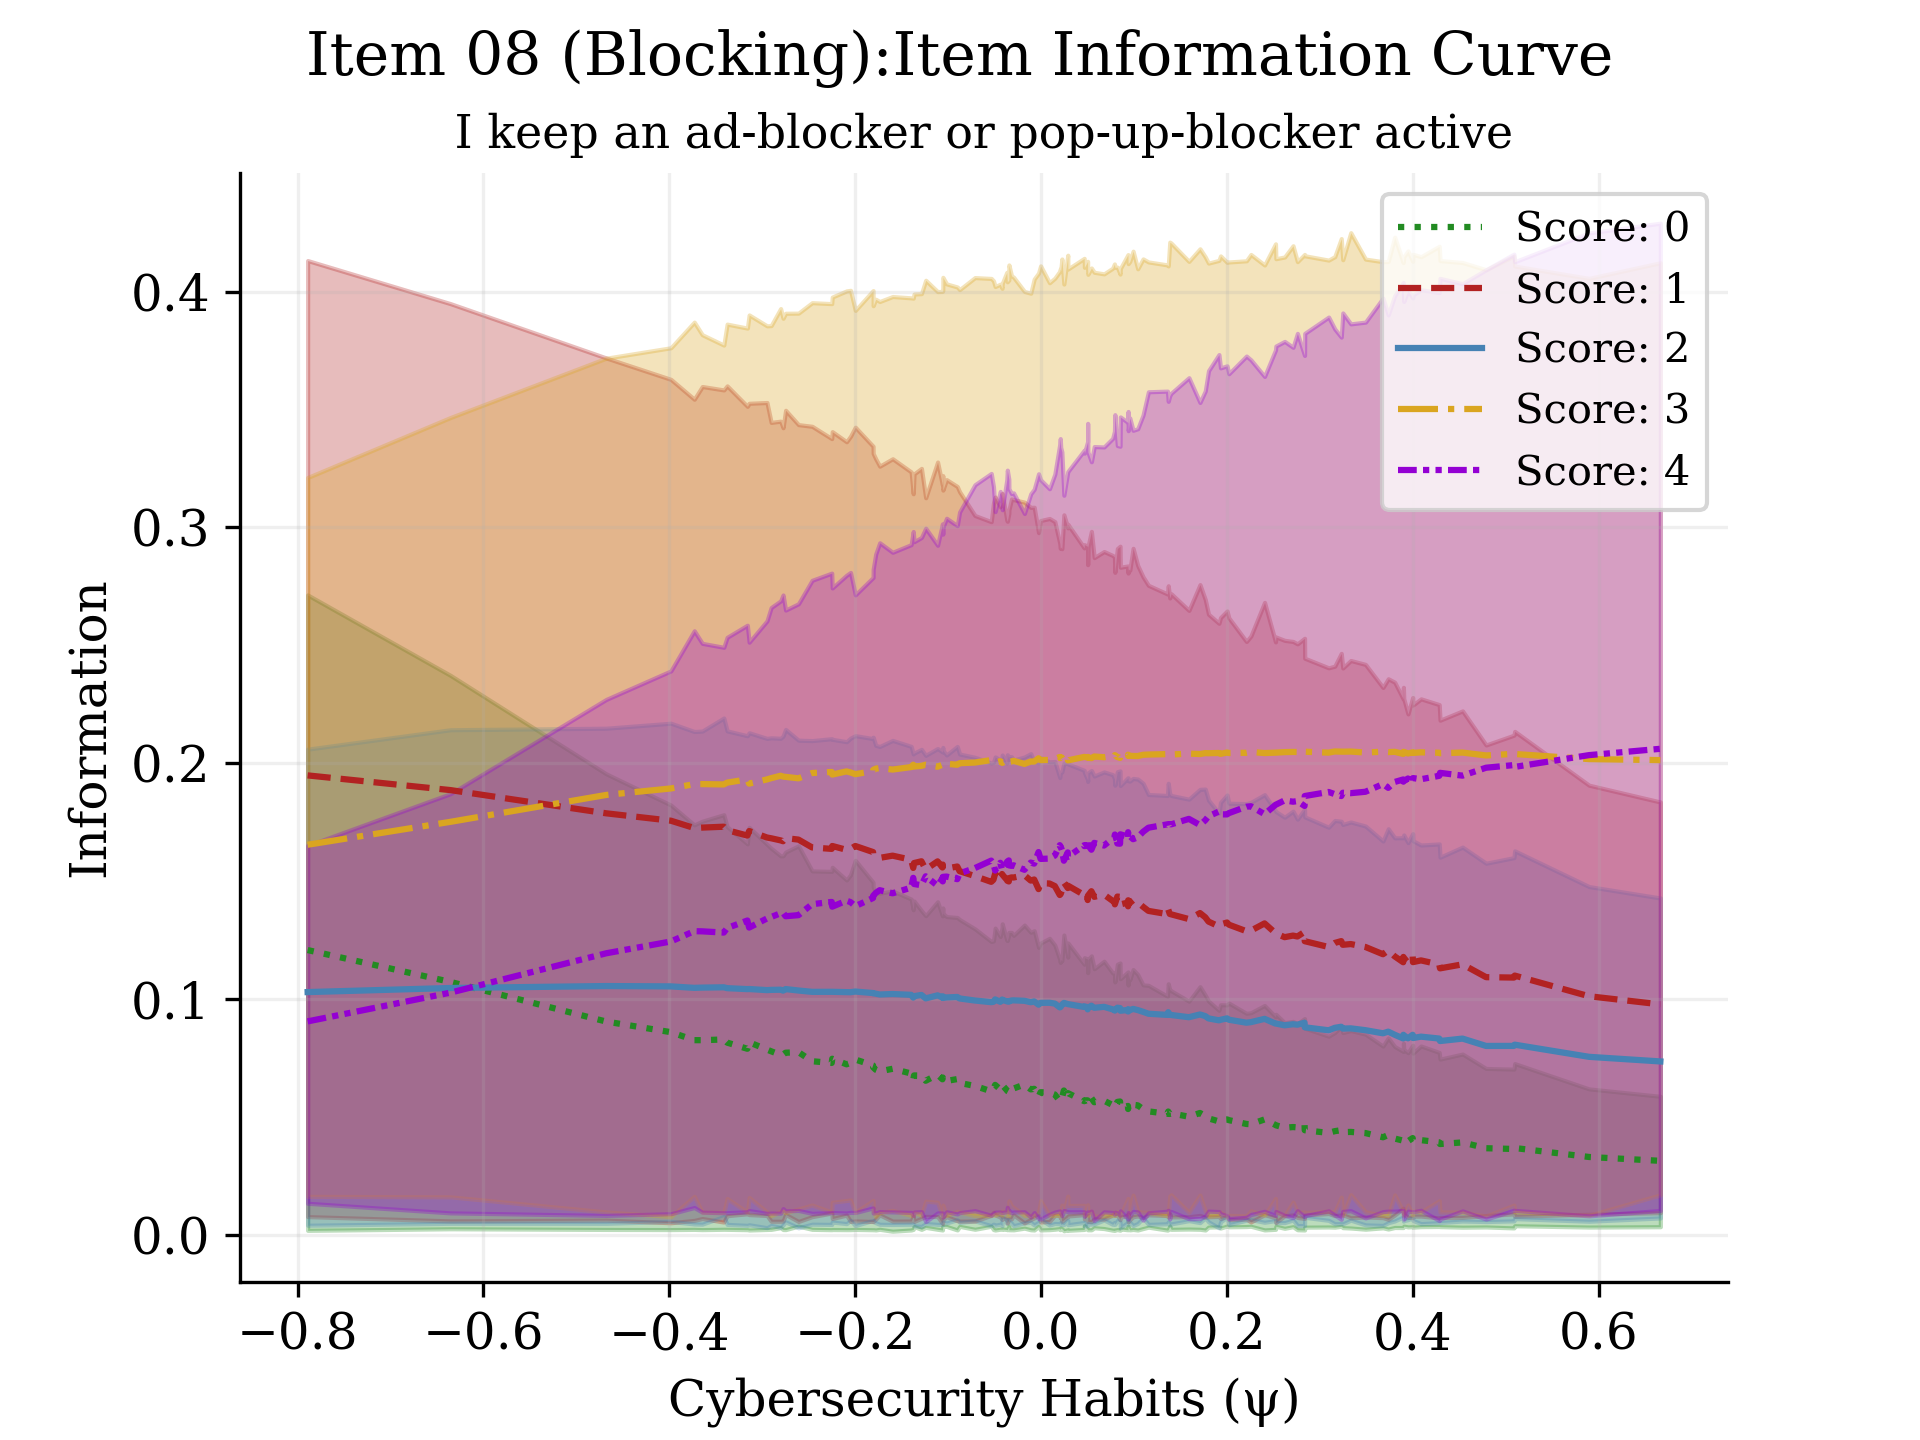 Item 08 (Blocking):Item Information Curve
I keep an ad-blocker or pop-up-blocker active
Score: 0
Score: 1
Score: 2
Score: 3
Score: 4
Information
0.4
0.3
0.2
0.1
0.0
−0.8 −0.6 −0.4 −0.2 0.0 0.2 0.4 0.6
Cybersecurity Habits (ψ)